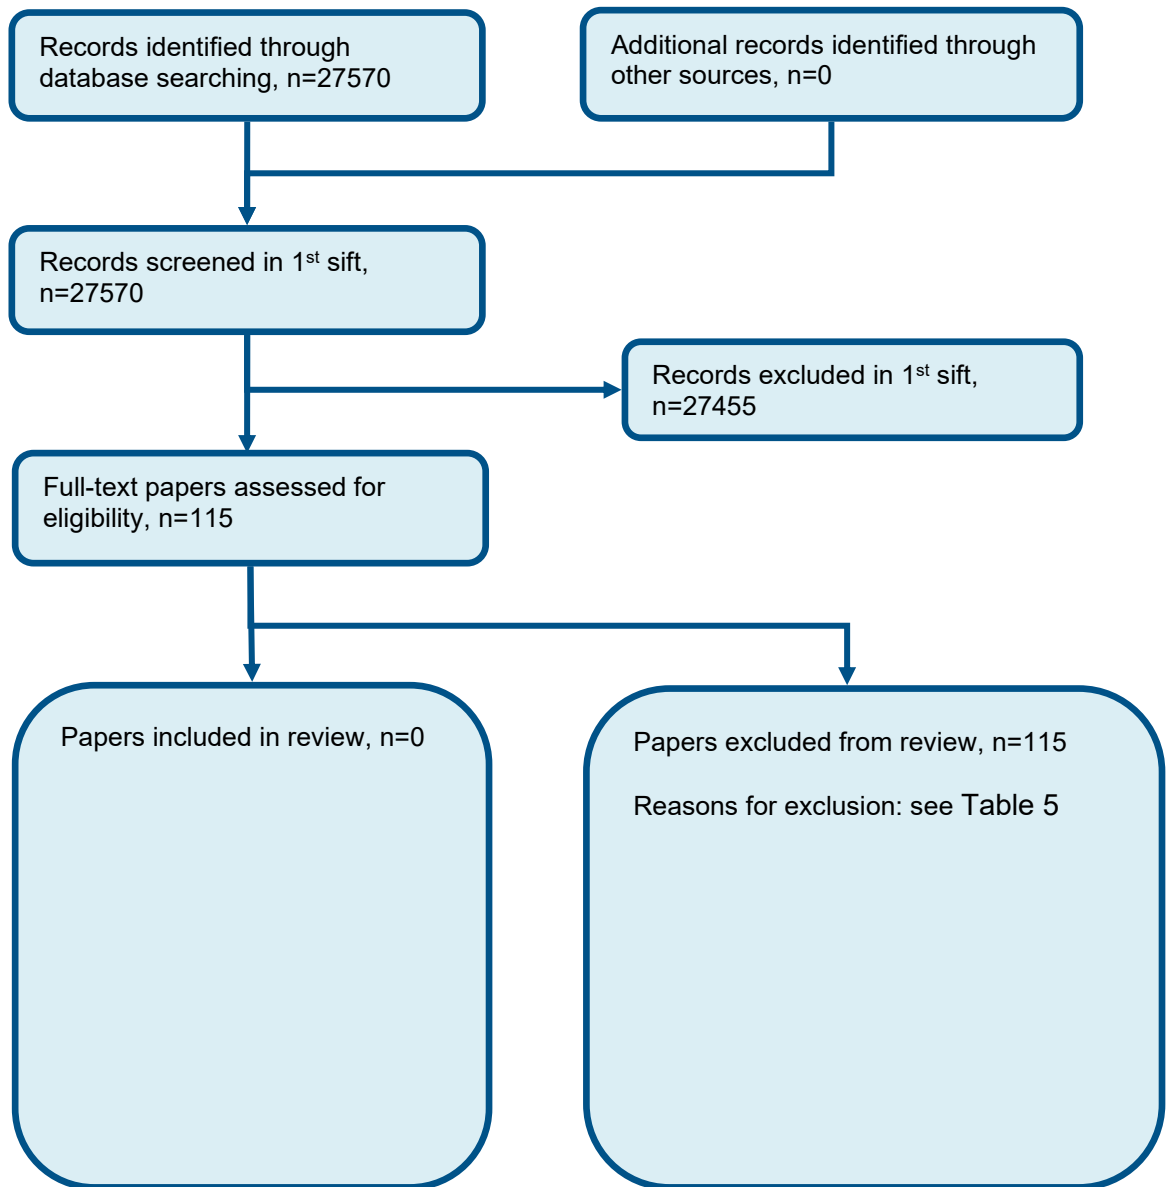 Records identified through
database searching, n=27570
Additional records identified through
other sources, n=0
Records screened in 1st sift,
n=27570
Records excluded in 1st sift,
n=27455
Full-text papers assessed for
eligibility, n=115
Papers included in review, n=0
Papers excluded from review, n=115
Reasons for exclusion: see Table 5